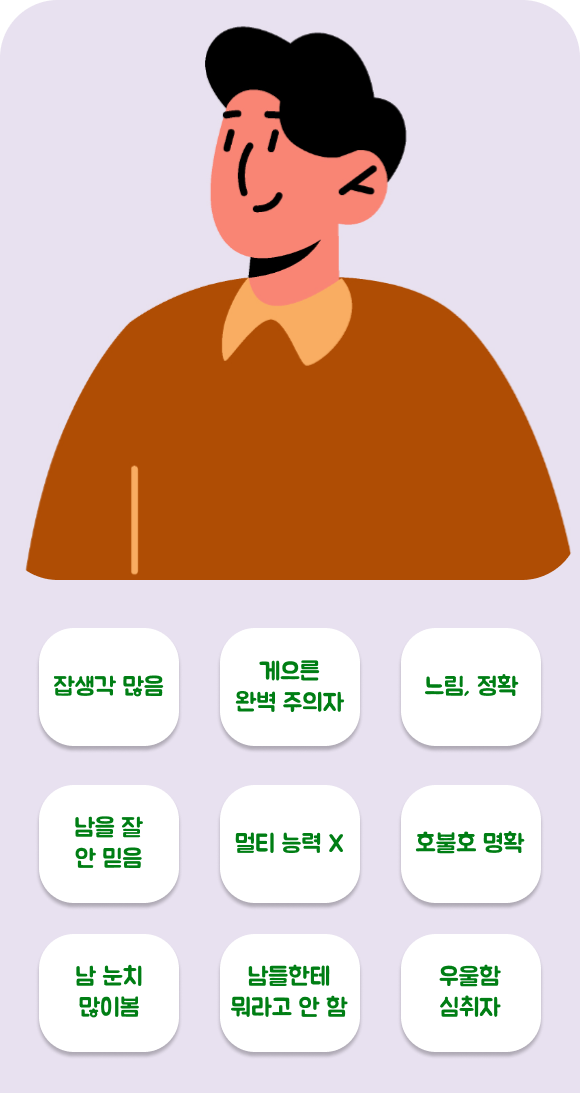 잡생각 많음
게으른
완벽 주의자
느림, 정확
남을 잘
안 믿음
멀티 능력 X
호불호 명확
남 눈치
많이봄
남들한테
뭐라고 안 함
우울함
심취자